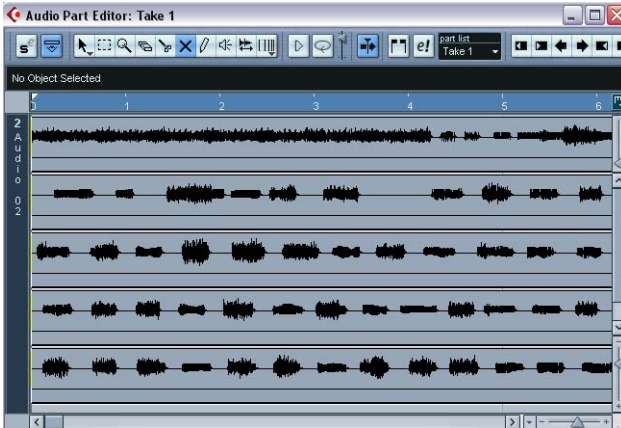 Audio Part Editor: Take 1
part list
Take 1
No Object Selected
0 1 2 3 4 5 6
2
A
u
d
i
o
0
2